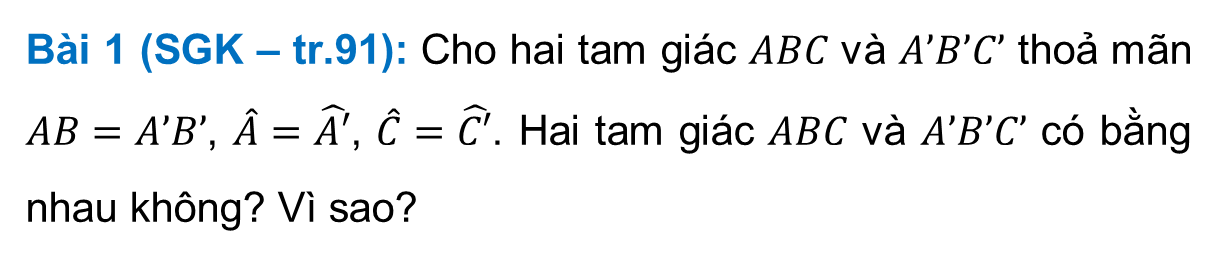 Bài 1 (SGK – tr.91): Cho hai tam giác ABC và A’B’C’ thoả mãn
AB = A’B’, Â = Â′, Ĉ = Ĉ′. Hai tam giác ABC và A’B’C’ có bằng
nhau không? Vì sao?